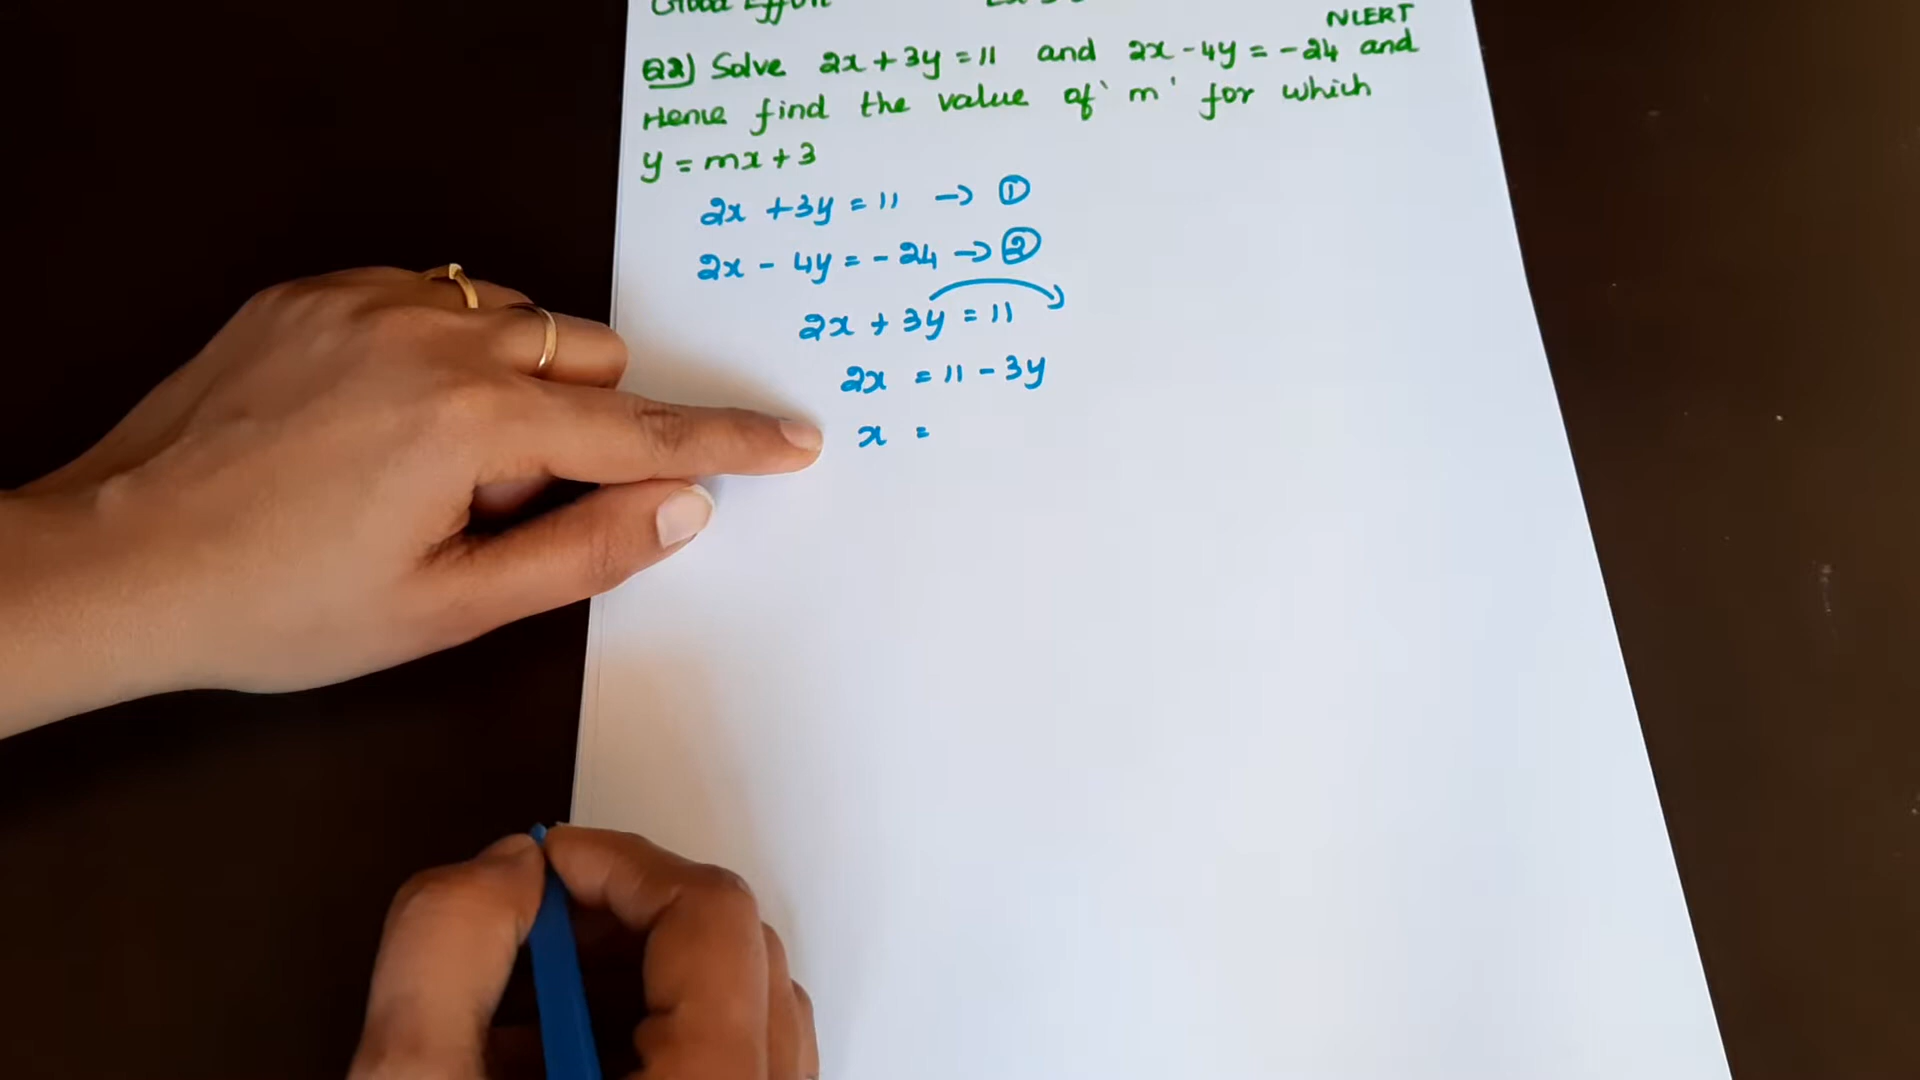 NCERT
Q2) Solve 2x + 3y = 11 and 2x - 4y = -24 and
Hence find the value of 'm' for which
y = mx + 3
2x + 3y = 11 → ①
2x - 4y = - 24 → ②
2x + 3y = 11
2x = 11 - 3y
x =